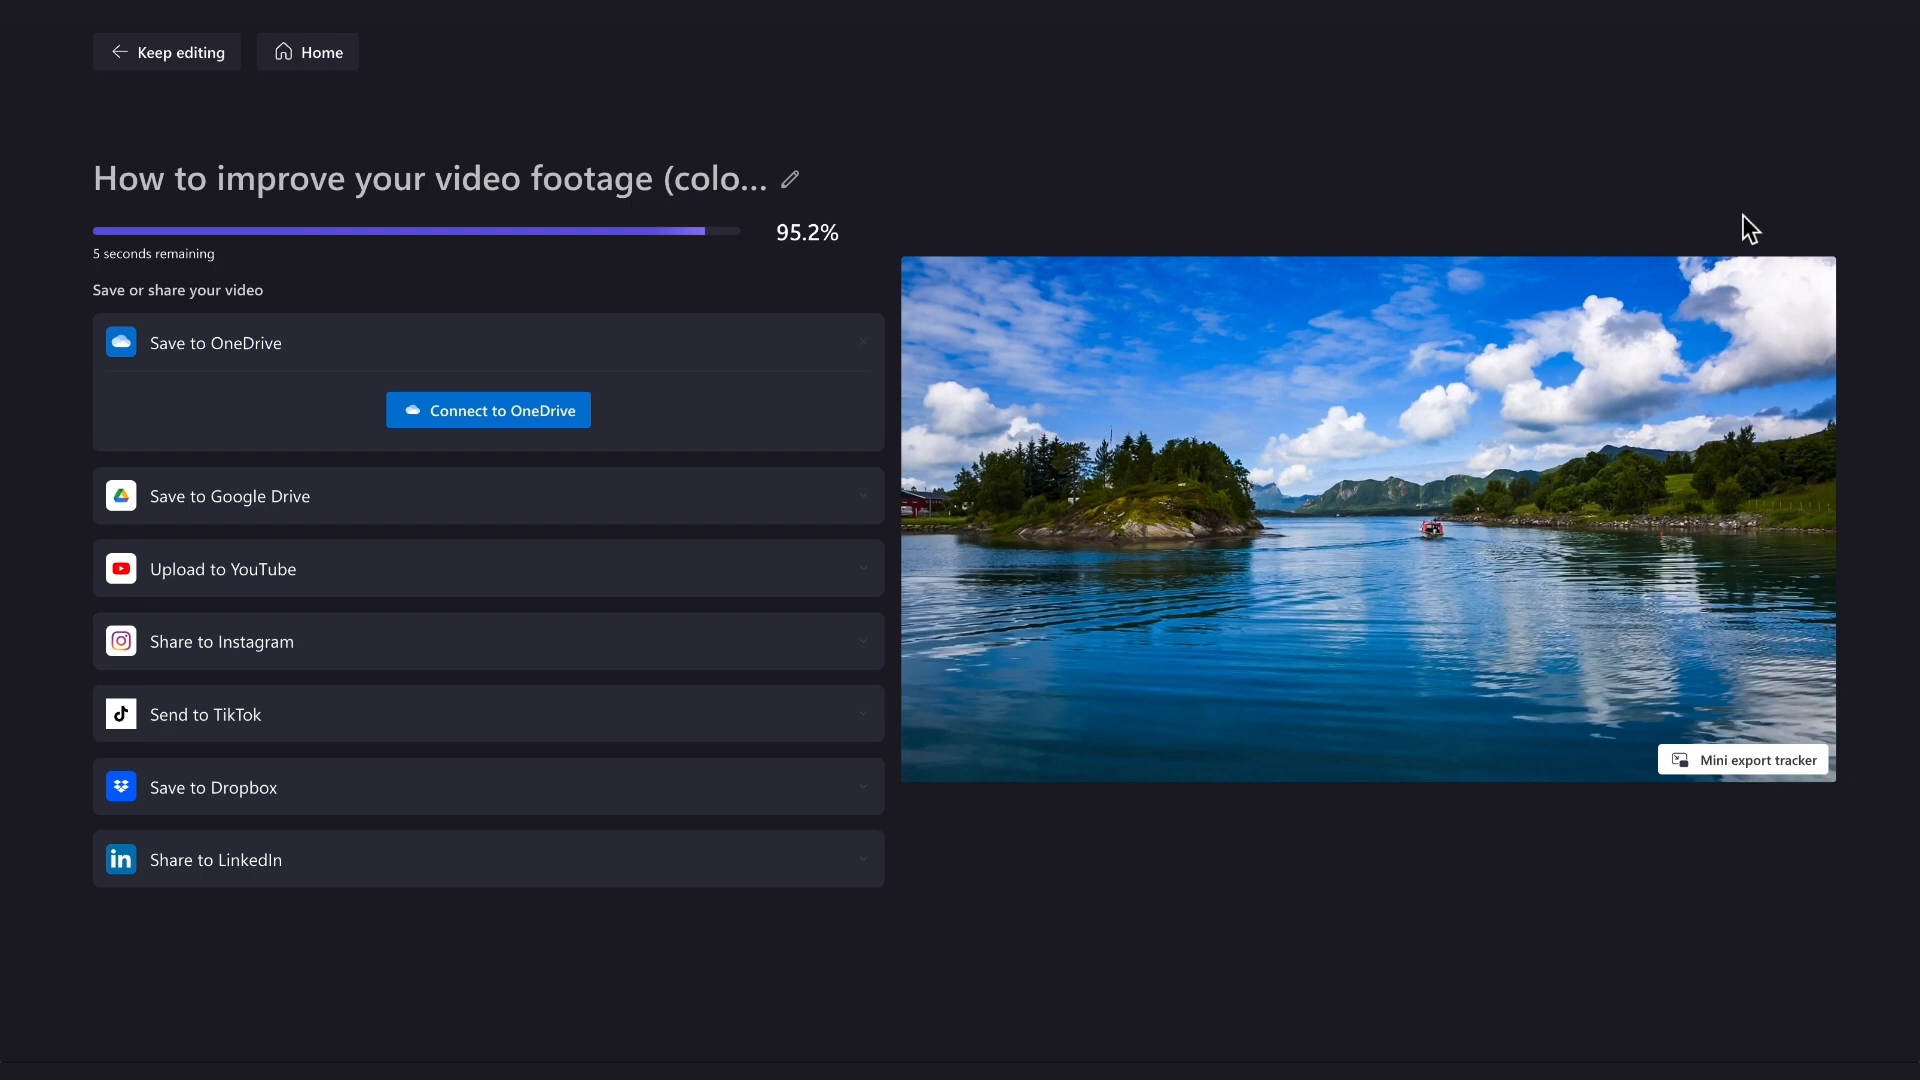 Keep editing
Home
How to improve your video footage (colo...
95.2%
5 seconds remaining
Save or share your video
Save to OneDrive
Connect to OneDrive
Save to Google Drive
Upload to YouTube
Share to Instagram
Send to TikTok
Save to Dropbox
in
Share to LinkedIn
Mini export tracker